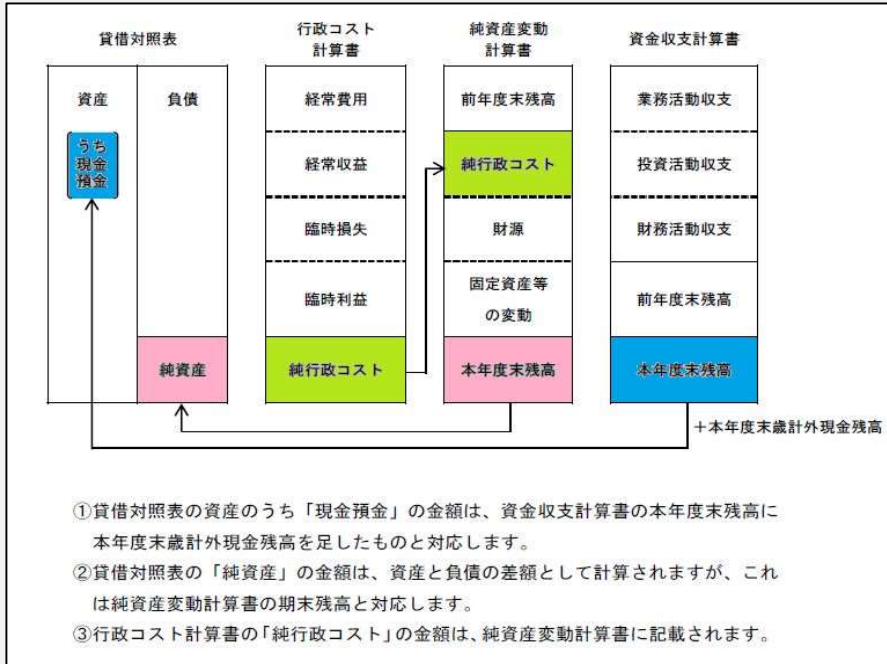 貸借対照表
行政コスト
計算書
純資産変動
計算書
資金収支計算書
資産
負債
うち
現金
預金
純資産
経常費用
経常収益
臨時損失
臨時利益
純行政コスト
前年度末残高
純行政コスト
財源
固定資産等
の変動
本年度末残高
業務活動収支
投資活動収支
財務活動収支
前年度末残高
本年度末残高
+本年度末歳計外現金残高
①貸借対照表の資産のうち「現金預金」の金額は、資金収支計算書の本年度末残高に
本年度末歳計外現金残高を足したものと対応します。
②貸借対照表の「純資産」の金額は、資産と負債の差額として計算されますが、これ
は純資産変動計算書の期末残高と対応します。
③行政コスト計算書の「純行政コスト」の金額は、純資産変動計算書に記載されます。